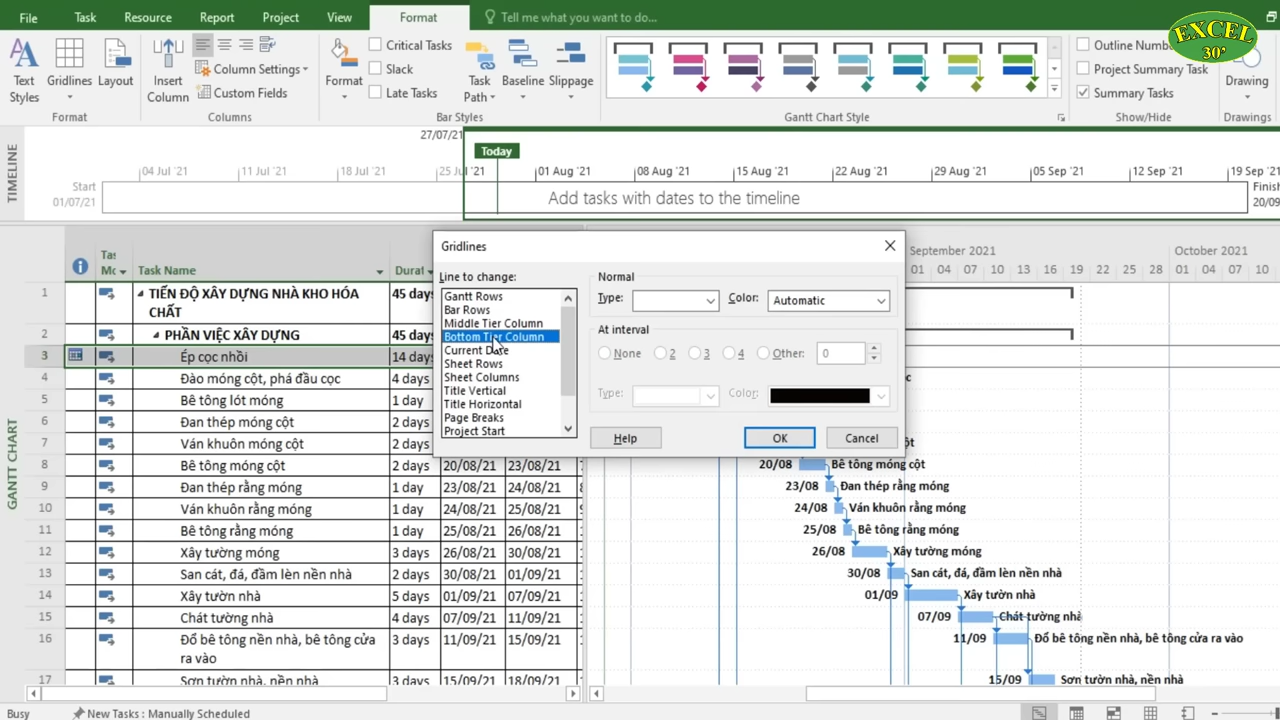 File Task Resource Report Project View Format Tell me what you want to do...
EXCEL
30°
Text Styles
Gridlines
Layout
Format
Insert Column
Column Settings
Custom Fields
Columns
Format
Critical Tasks
Slack
Late Tasks
Task Path
Baseline
Slippage
Bar Styles
Gantt Chart Style
Project Summary Task
Summary Tasks
Show/Hide
Drawing
Drawings
TIMELINE
27/07/21
Today
04 Jul '21 11 Jul '21 18 Jul '21 01 Aug '21 08 Aug '21 15 Aug '21 22 Aug '21 29 Aug '21 05 Sep '21 12 Sep '21
Start
01/07/21
Add tasks with dates to the timeline
GANTT CHART
Task Name
September 2021 October 2021
01 04 07 10 13 16 19 22 25 28 01 04 07 10
1 TIẾN ĐỘ XÂY DỰNG NHÀ KHO HÓA
CHẤT 45 days
2 PHẦN VIỆC XÂY DỰNG 45 days
3 Ép cọc nhồi 14 days
4 Đào móng cột, phá đầu cọc 4 days
5 Bê tông lót móng 1 day
6 Đan thép móng cột 2 days
7 Ván khuôn móng cột 2 days
8 Bê tông móng cột 2 days 20/08/21 23/08/21 20/08 Bê tông móng cột
9 Đan thép rằng móng 1 day 23/08/21 24/08/21 23/08 Đan thép rằng móng
10 Ván khuôn rằng móng 1 day 24/08/21 25/08/21 24/08 Ván khuôn rằng móng
11 Bê tông rằng móng 1 day 25/08/21 26/08/21 25/08 Bê tông rằng móng
12 Xây tường móng 3 days 26/08/21 30/08/21 26/08 Xây tường móng
13 San cát, đá, đầm lèn nền nhà 2 days 30/08/21 01/09/21 30/08 San cát, đá, đầm lèn nền nhà
14 Xây tườn nhà 5 days 01/09/21 07/09/21 01/09 Xây tườn nhà
15 Chát tường nhà 4 days 07/09/21 11/09/21 07/09 Chát tường nhà
16 Đổ bê tông nền nhà, bê tông cửa
ra vào 3 days 11/09/21 15/09/21 11/09 Đổ bê tông nền nhà, bê tông cửa ra vào
17 Sơn tườn nhà, nền nhà 3 days 15/09/21 18/09/21 15/09 Sơn tườn nhà, nền nhà
Gridlines
Line to change:
Gantt Rows
Bar Rows
Middle Tier Column
Bottom Tier Column
Current Date
Sheet Rows
Sheet Columns
Title Vertical
Title Horizontal
Page Breaks
Project Start
Normal
Type: Color: Automatic
At interval
None 2 3 4 Other: 0
Type: Color:
Help OK Cancel
Busy New Tasks : Manually Scheduled